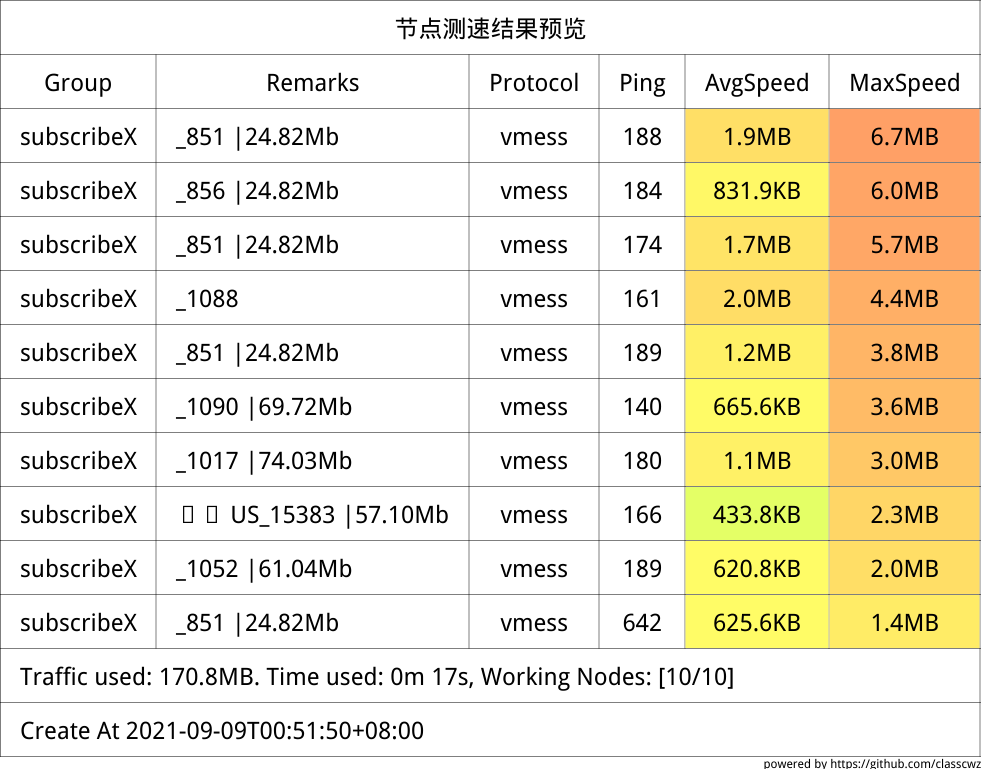 节点测速结果预览
Group Remarks Protocol Ping AvgSpeed MaxSpeed
subscribeX _851 |24.82Mb vmess 188 1.9MB 6.7MB
subscribeX _856 |24.82Mb vmess 184 831.9KB 6.0MB
subscribeX _851 |24.82Mb vmess 174 1.7MB 5.7MB
subscribeX _1088 vmess 161 2.0MB 4.4MB
subscribeX _851 |24.82Mb vmess 189 1.2MB 3.8MB
subscribeX _1090 |69.72Mb vmess 140 665.6KB 3.6MB
subscribeX _1017 |74.03Mb vmess 180 1.1MB 3.0MB
subscribeX US_15383 |57.10Mb vmess 166 433.8KB 2.3MB
subscribeX _1052 |61.04Mb vmess 189 620.8KB 2.0MB
subscribeX _851 |24.82Mb vmess 642 625.6KB 1.4MB
Traffic used: 170.8MB. Time used: 0m 17s, Working Nodes: [10/10]
Create At 2021-09-09T00:51:50+08:00
powered by https://github.com/classcwz